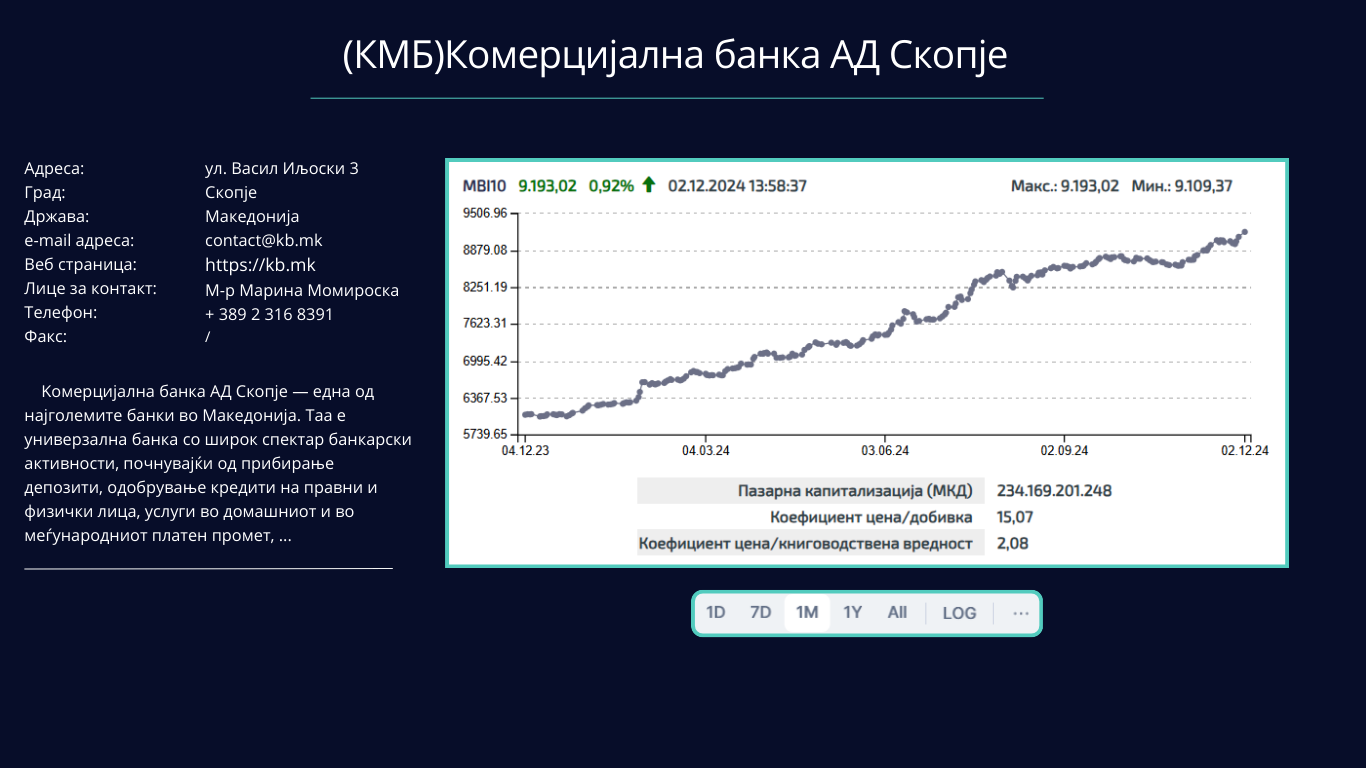 (КМБ)Комерцијална банка АД Скопје
Адреса: ул. Васил Иљоски 3
Град: Скопје
Држава: Македонија
e-mail адреса: contact@kb.mk
Веб страница: https://kb.mk
Лице за контакт: М-р Марина Момироска
Телефон: + 389 2 316 8391
Факс: /
Комерцијална банка АД Скопје — една од
најголемите банки во Македонија. Таа е
универзална банка со широк спектар банкарски
активности, почнувајќи од прибирање
депозити, одобрување кредити на правни и
физички лица, услуги во домашниот и во
меѓународниот платен промет, ...
MBI10 9.193,02 0,92% 02.12.2024 13:58:37 Макс.: 9.193,02 Мин.: 9.109,37
9506.96
8879.08
8251.19
7623.31
6995.42
6367.53
5739.65
04.12.23 04.03.24 03.06.24 02.09.24 02.12.24
Пазарна капитализација (МКД) 234.169.201.248
Коефициент цена/добивка 15,07
Коефициент цена/книговодствена вредност 2,08
1D 7D 1M 1Y All LOG ...